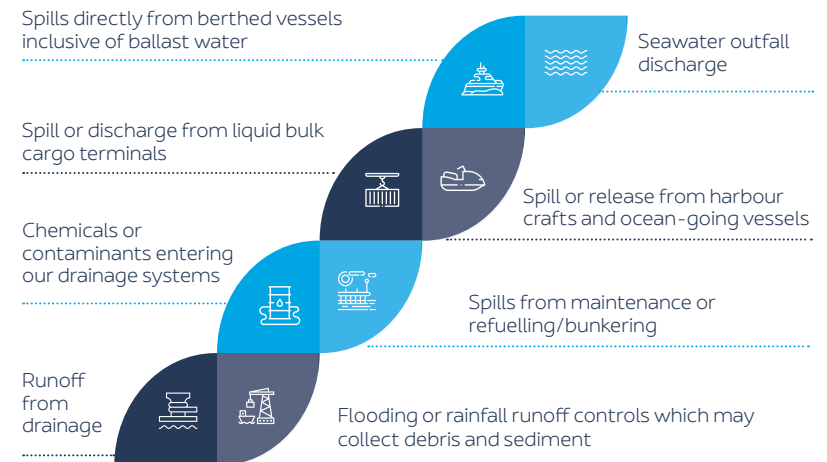 Spills directly from berthed vessels
inclusive of ballast water
Seawater outfall
discharge
Spill or discharge from liquid bulk
cargo terminals
Spill or release from harbour
crafts and ocean-going vessels
Chemicals or
contaminants entering
our drainage systems
Spills from maintenance or
refuelling/bunkering
Runoff
from
drainage
Flooding or rainfall runoff controls which may
collect debris and sediment